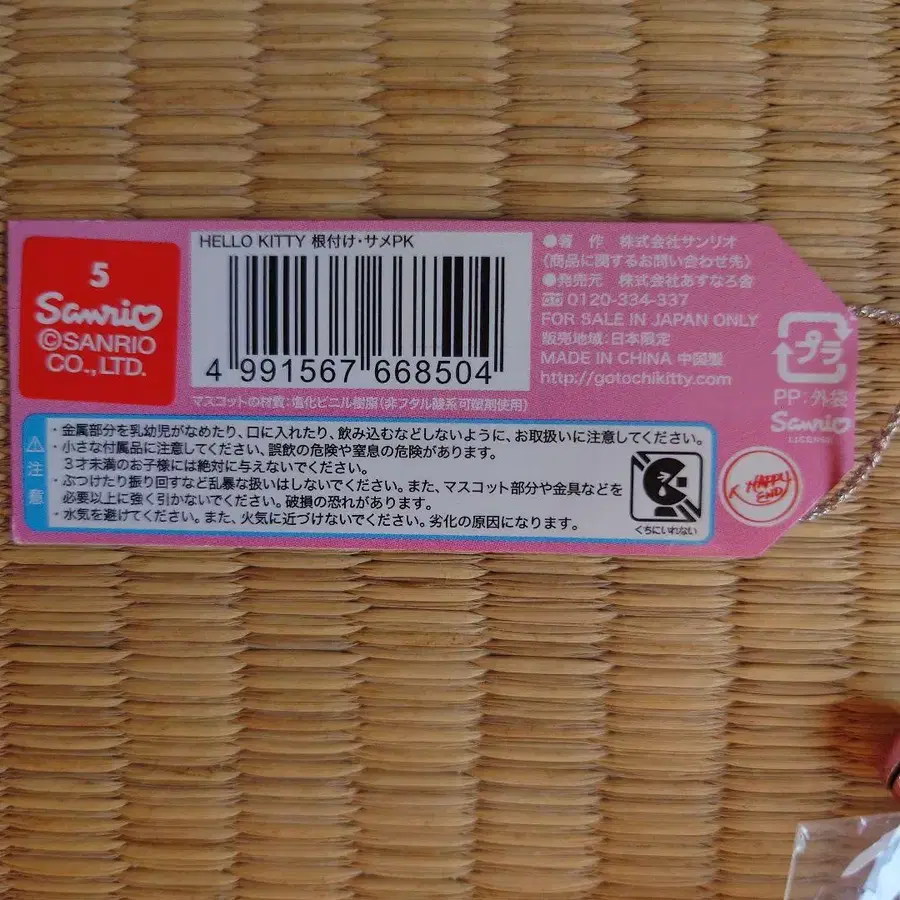 5
Sanrio
©SANRIO
CO.,LTD.
HELLO KITTY 根付け・サメPK
4 991567 668504
マスコットの材質：塩化ビニル樹脂（非フタル酸系可塑剤使用）
●著　作　株式会社サンリオ
（商品に関するお問い合わせ先）
●発売元　株式会社あすなろ舎
0120-334-337
FOR SALE IN JAPAN ONLY
販売地域：日本限定
MADE IN CHINA 中国製
http://gotochikitty.com
プラ
PP：外袋
Sanrio
LICENSED
注意
・金属部分を乳幼児がなめたり、口に入れたり、飲み込むなどしないように、お取扱いに注意してください。
・小さな付属品に注意してください、誤飲の危険や窒息の危険があります。
３才未満のお子様には絶対に与えないでください。
・ぶつけたり振り回すなど乱暴な扱いはしないでください。また、マスコット部分や金具などを
必要以上に強く引かないでください。破損の恐れがあります。
・水気を避けてください。また、火気に近づけないでください。劣化の原因になります。
くちにいれない
HAPPY
END